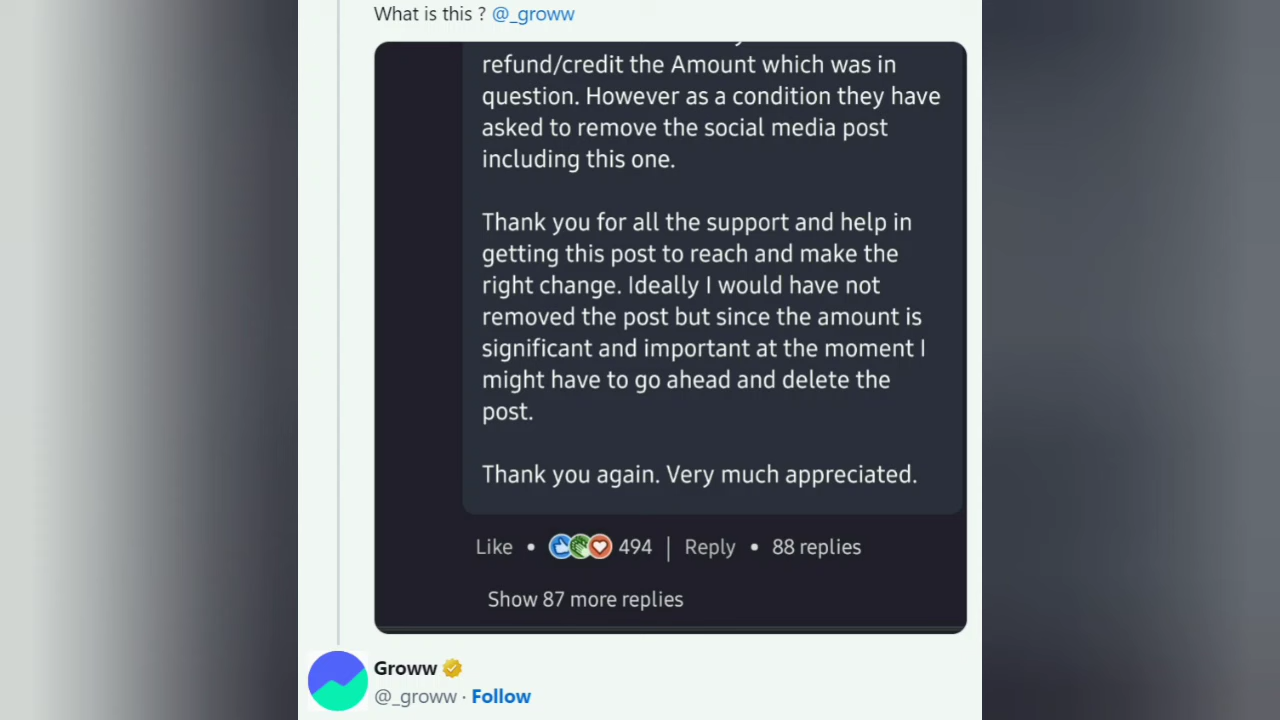 What is this ? @_groww
refund/credit the Amount which was in
question. However as a condition they have
asked to remove the social media post
including this one.
Thank you for all the support and help in
getting this post to reach and make the
right change. Ideally I would have not
removed the post but since the amount is
significant and important at the moment I
might have to go ahead and delete the
post.
Thank you again. Very much appreciated.
Like • 494 | Reply • 88 replies
Show 87 more replies
Groww
@_groww · Follow